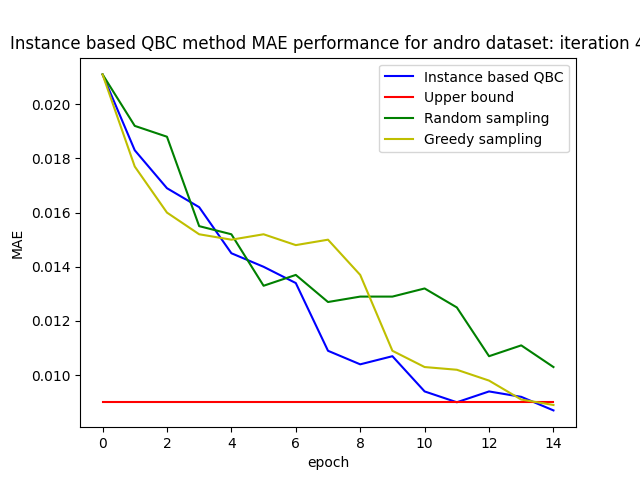 Instance based QBC method MAE performance for andro dataset: iteration 4
Instance based QBC
Upper bound
Random sampling
Greedy sampling
MAE
0.020
0.018
0.016
0.014
0.012
0.010
0 2 4 6 8 10 12 14
epoch